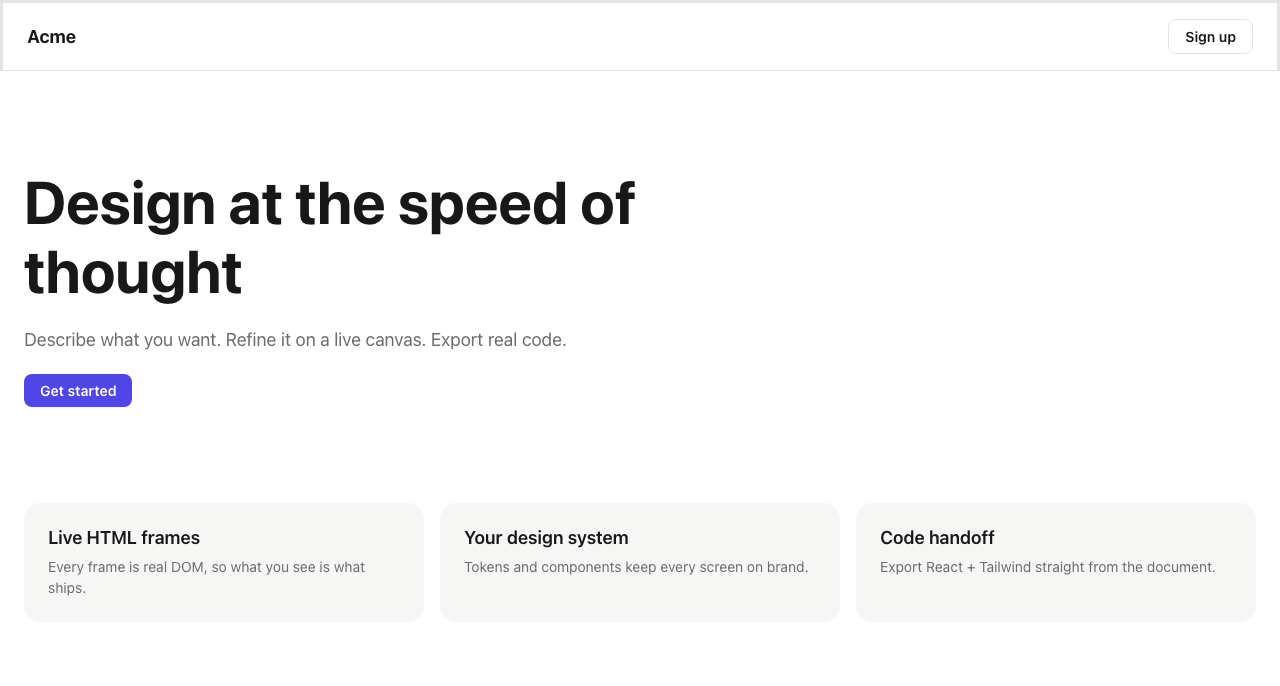 Acme
Sign up
Design at the speed of
thought
Describe what you want. Refine it on a live canvas. Export real code.
Get started
Live HTML frames
Every frame is real DOM, so what you see is what
ships.
Your design system
Tokens and components keep every screen on brand.
Code handoff
Export React + Tailwind straight from the document.